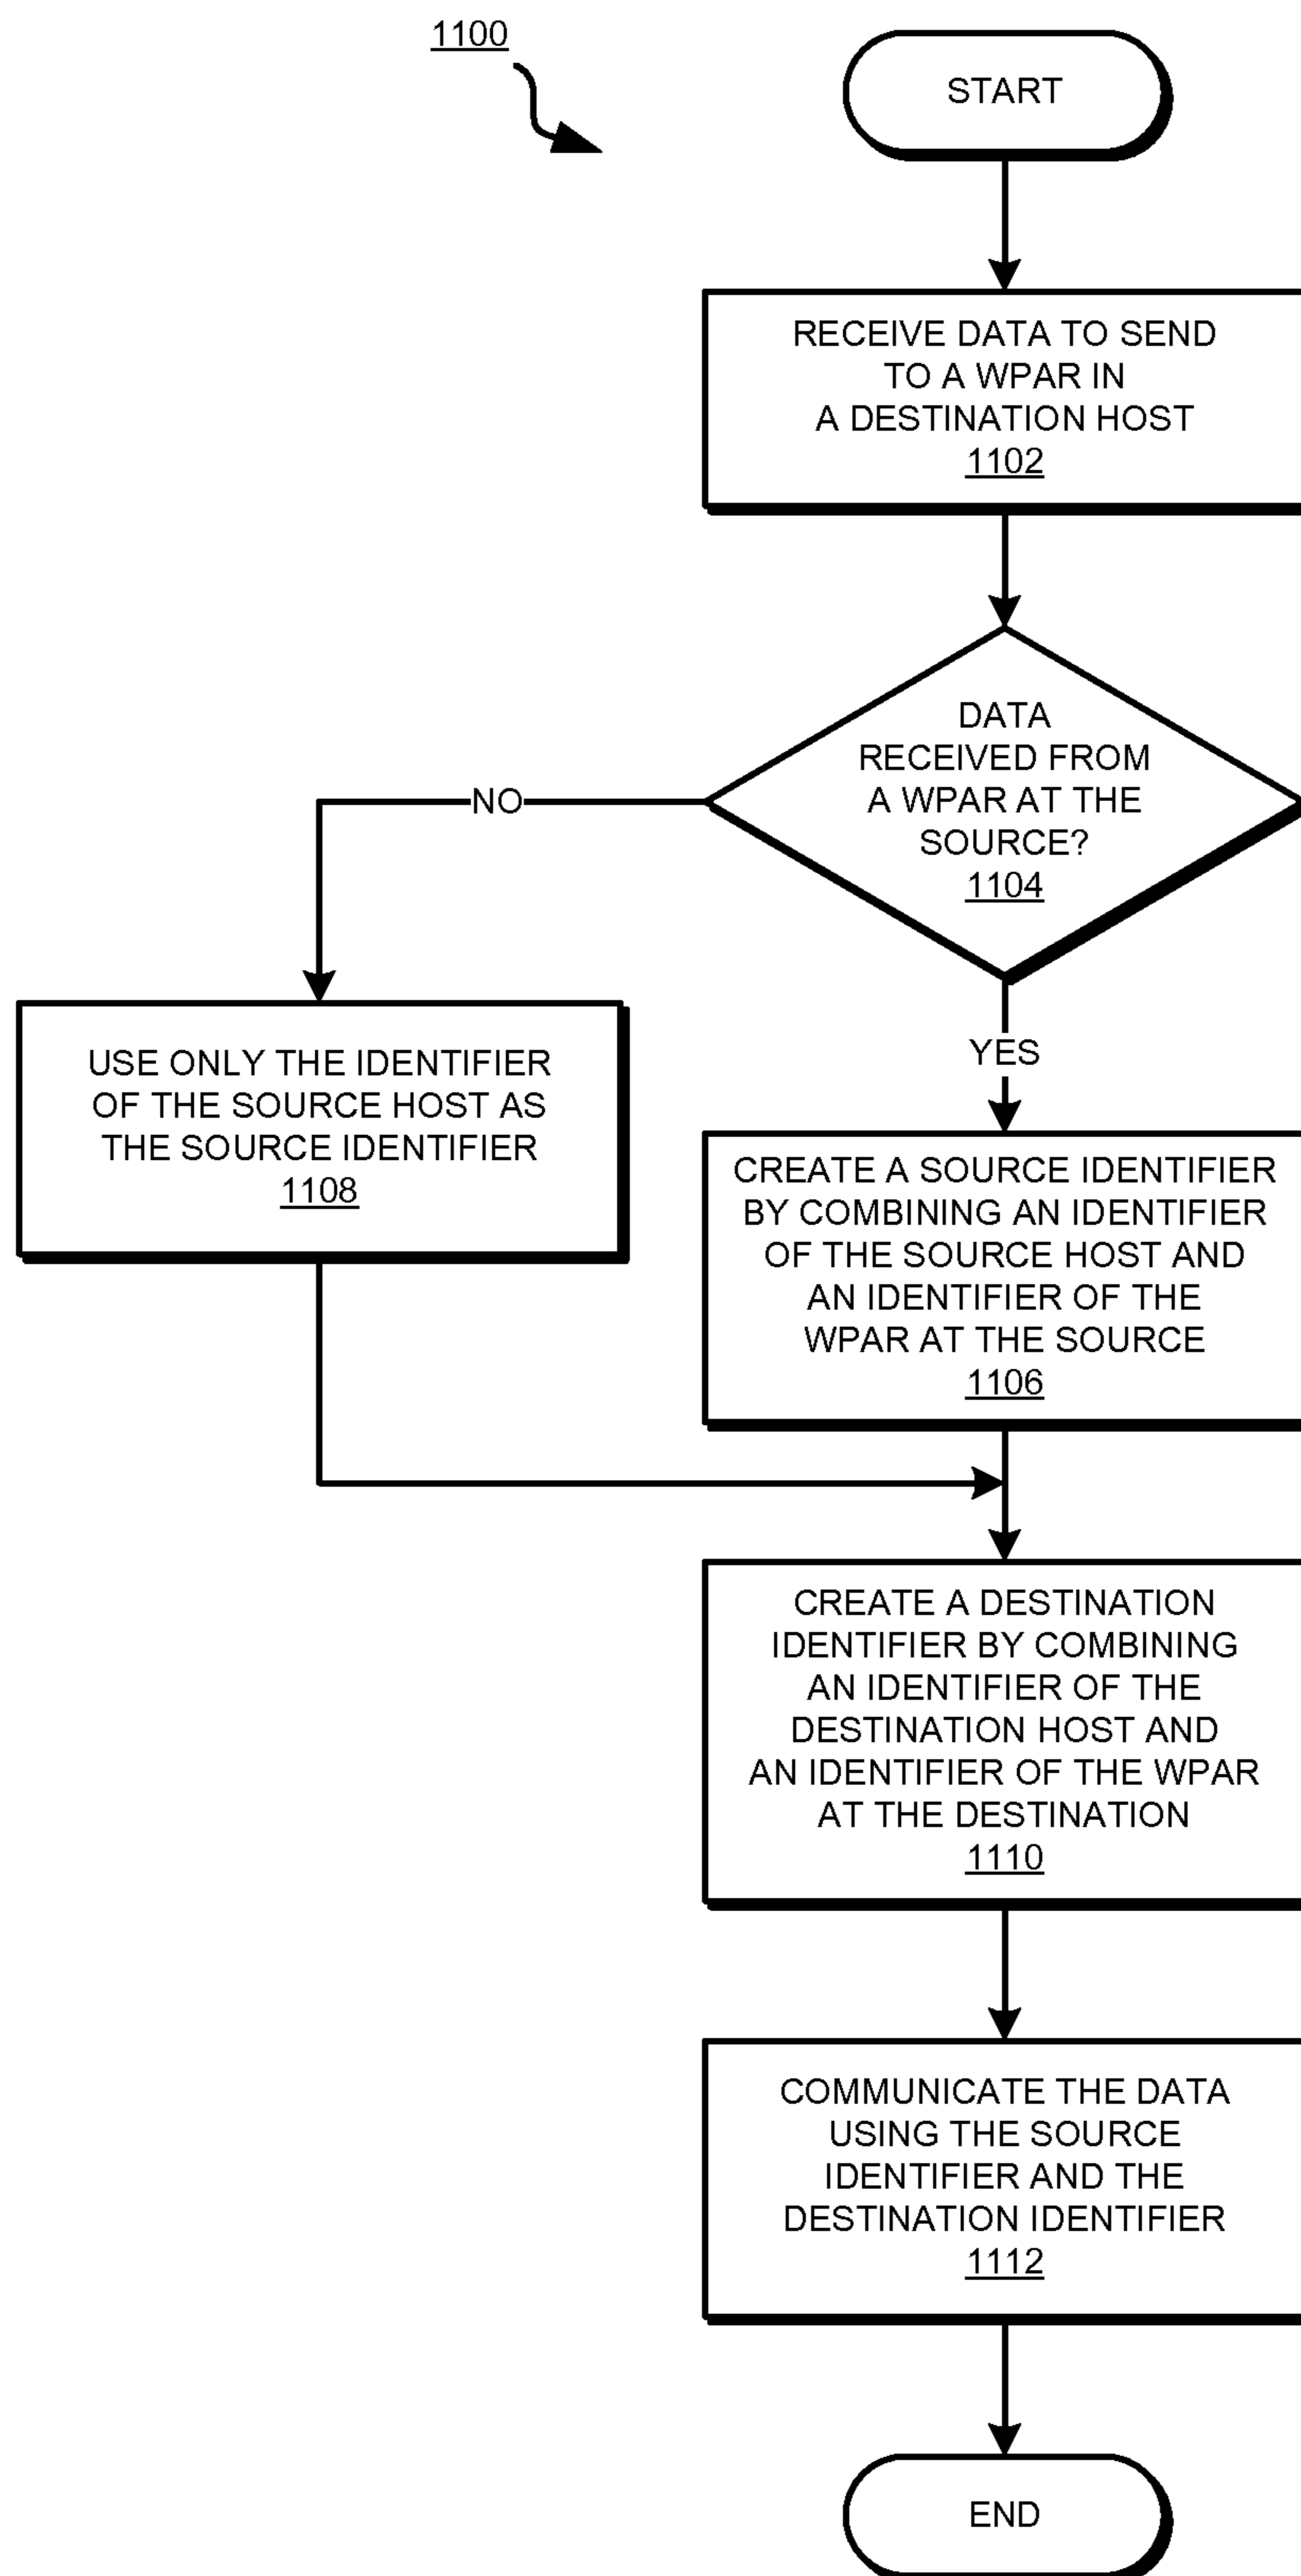 1100
START
RECEIVE DATA TO SEND
TO A WPAR IN
A DESTINATION HOST
1102
DATA
RECEIVED FROM
A WPAR AT THE
SOURCE?
1104
NO
YES
USE ONLY THE IDENTIFIER
OF THE SOURCE HOST AS
THE SOURCE IDENTIFIER
1108
CREATE A SOURCE IDENTIFIER
BY COMBINING AN IDENTIFIER
OF THE SOURCE HOST AND
AN IDENTIFIER OF THE
WPAR AT THE SOURCE
1106
CREATE A DESTINATION
IDENTIFIER BY COMBINING
AN IDENTIFIER OF THE
DESTINATION HOST AND
AN IDENTIFIER OF THE WPAR
AT THE DESTINATION
1110
COMMUNICATE THE DATA
USING THE SOURCE
IDENTIFIER AND THE
DESTINATION IDENTIFIER
1112
END